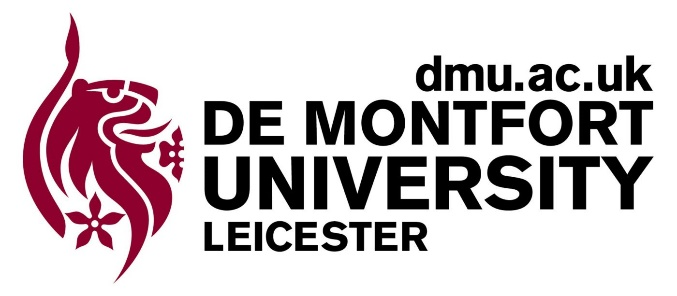 dmu.ac.uk
DE MONTFORT
UNIVERSITY
LEICESTER